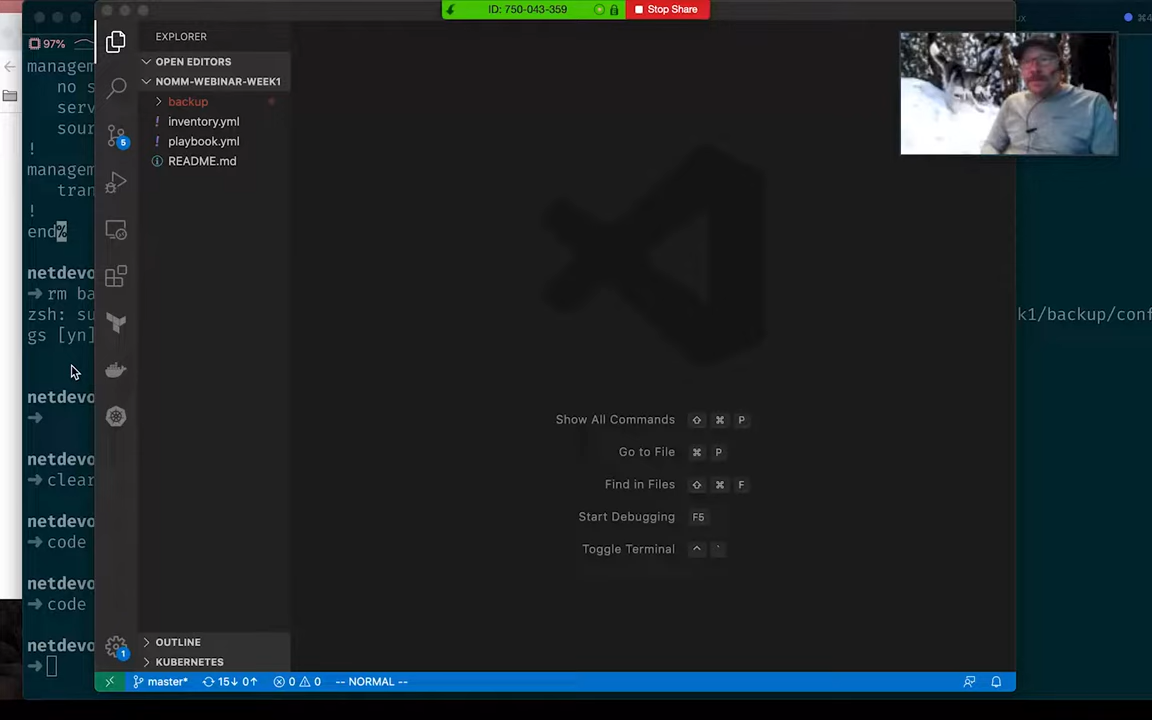 ID: 750-043-359
Stop Share
97%
managem
no s
serv
sour
!
managem
tran
!
end%
netdevo
→ rm ba
zsh: su
gs [yn]
k1/backup/conf
netdevo
→
netdevo
→ clear
netdevo
→ code
netdevo
→ code
netdevo
→
EXPLORER
OPEN EDITORS
NOMM-WEBINAR-WEEK1
backup
! inventory.yml
! playbook.yml
README.md
5
Show All Commands ⇧ ⌘ P
Go to File ⌘ P
Find in Files ⇧ ⌘ F
Start Debugging F5
Toggle Terminal ^ `
1
OUTLINE
KUBERNETES
master* 15↓ 0↑ 0 0 -- NORMAL --